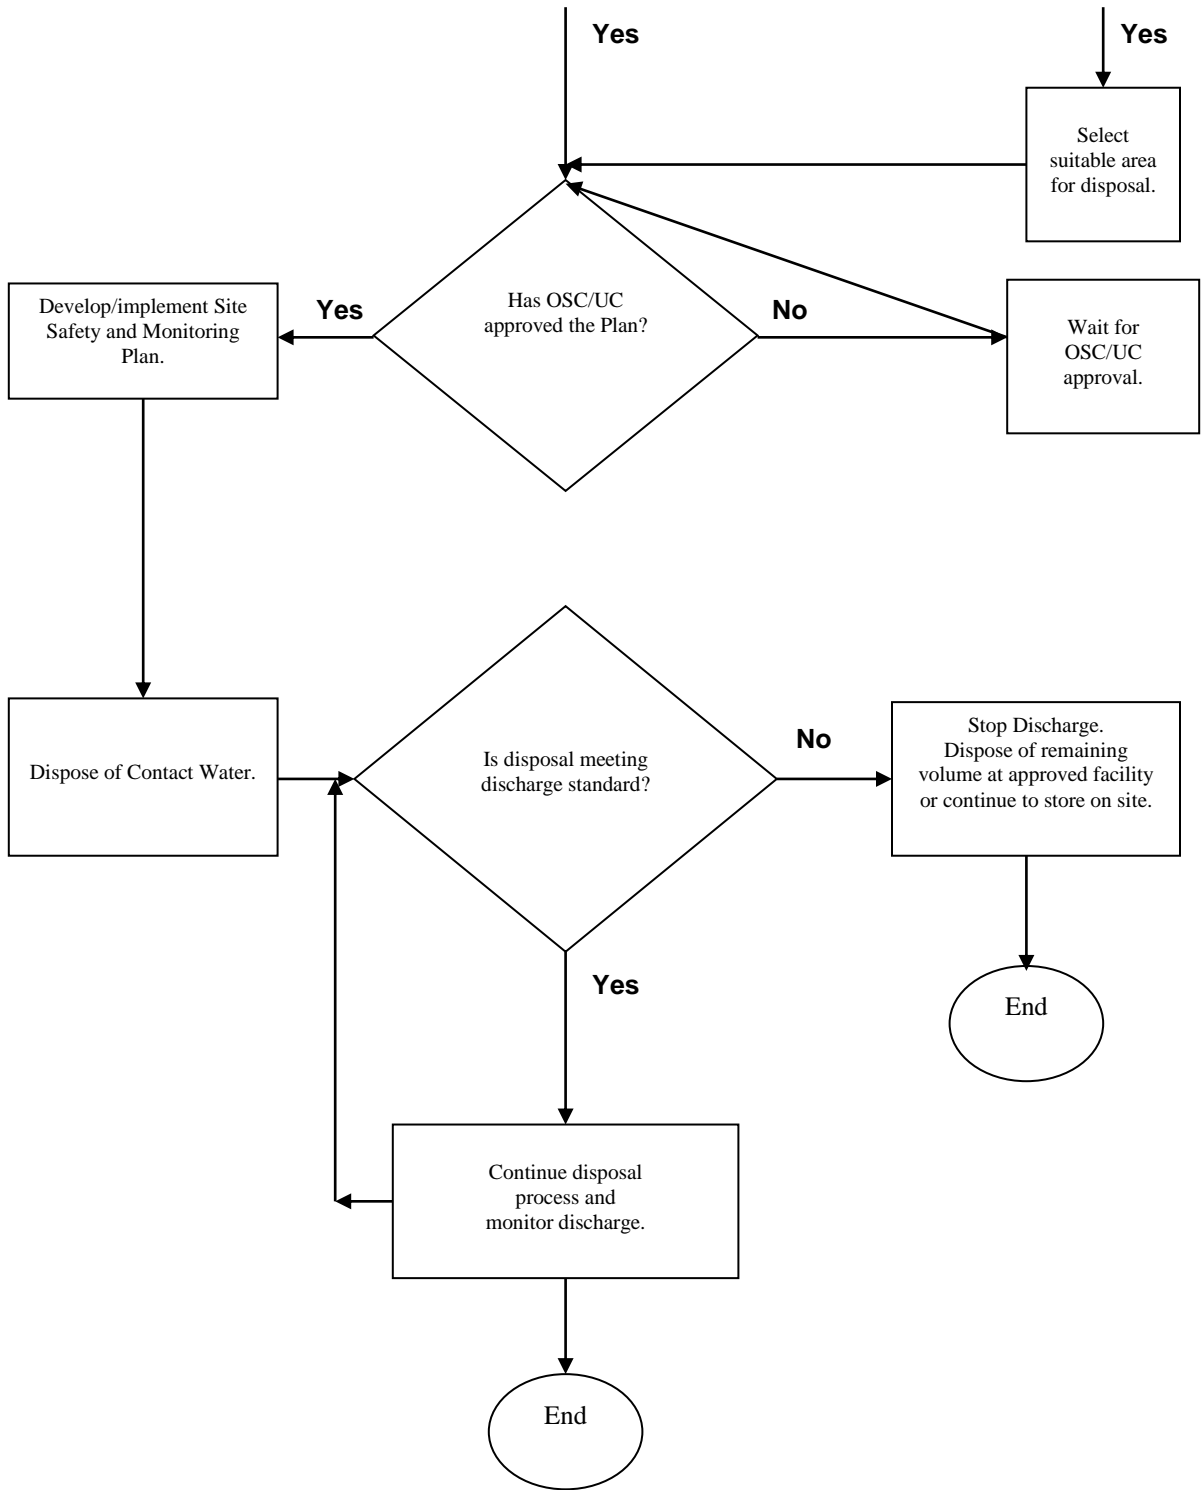 Yes
Yes
Select
suitable area
for disposal.
Has OSC/UC
approved the Plan?
Yes
No
Develop/implement Site
Safety and Monitoring
Plan.
Wait for
OSC/UC
approval.
Dispose of Contact Water.
Is disposal meeting
discharge standard?
No
Stop Discharge.
Dispose of remaining
volume at approved facility
or continue to store on site.
Yes
End
Continue disposal
process and
monitor discharge.
End